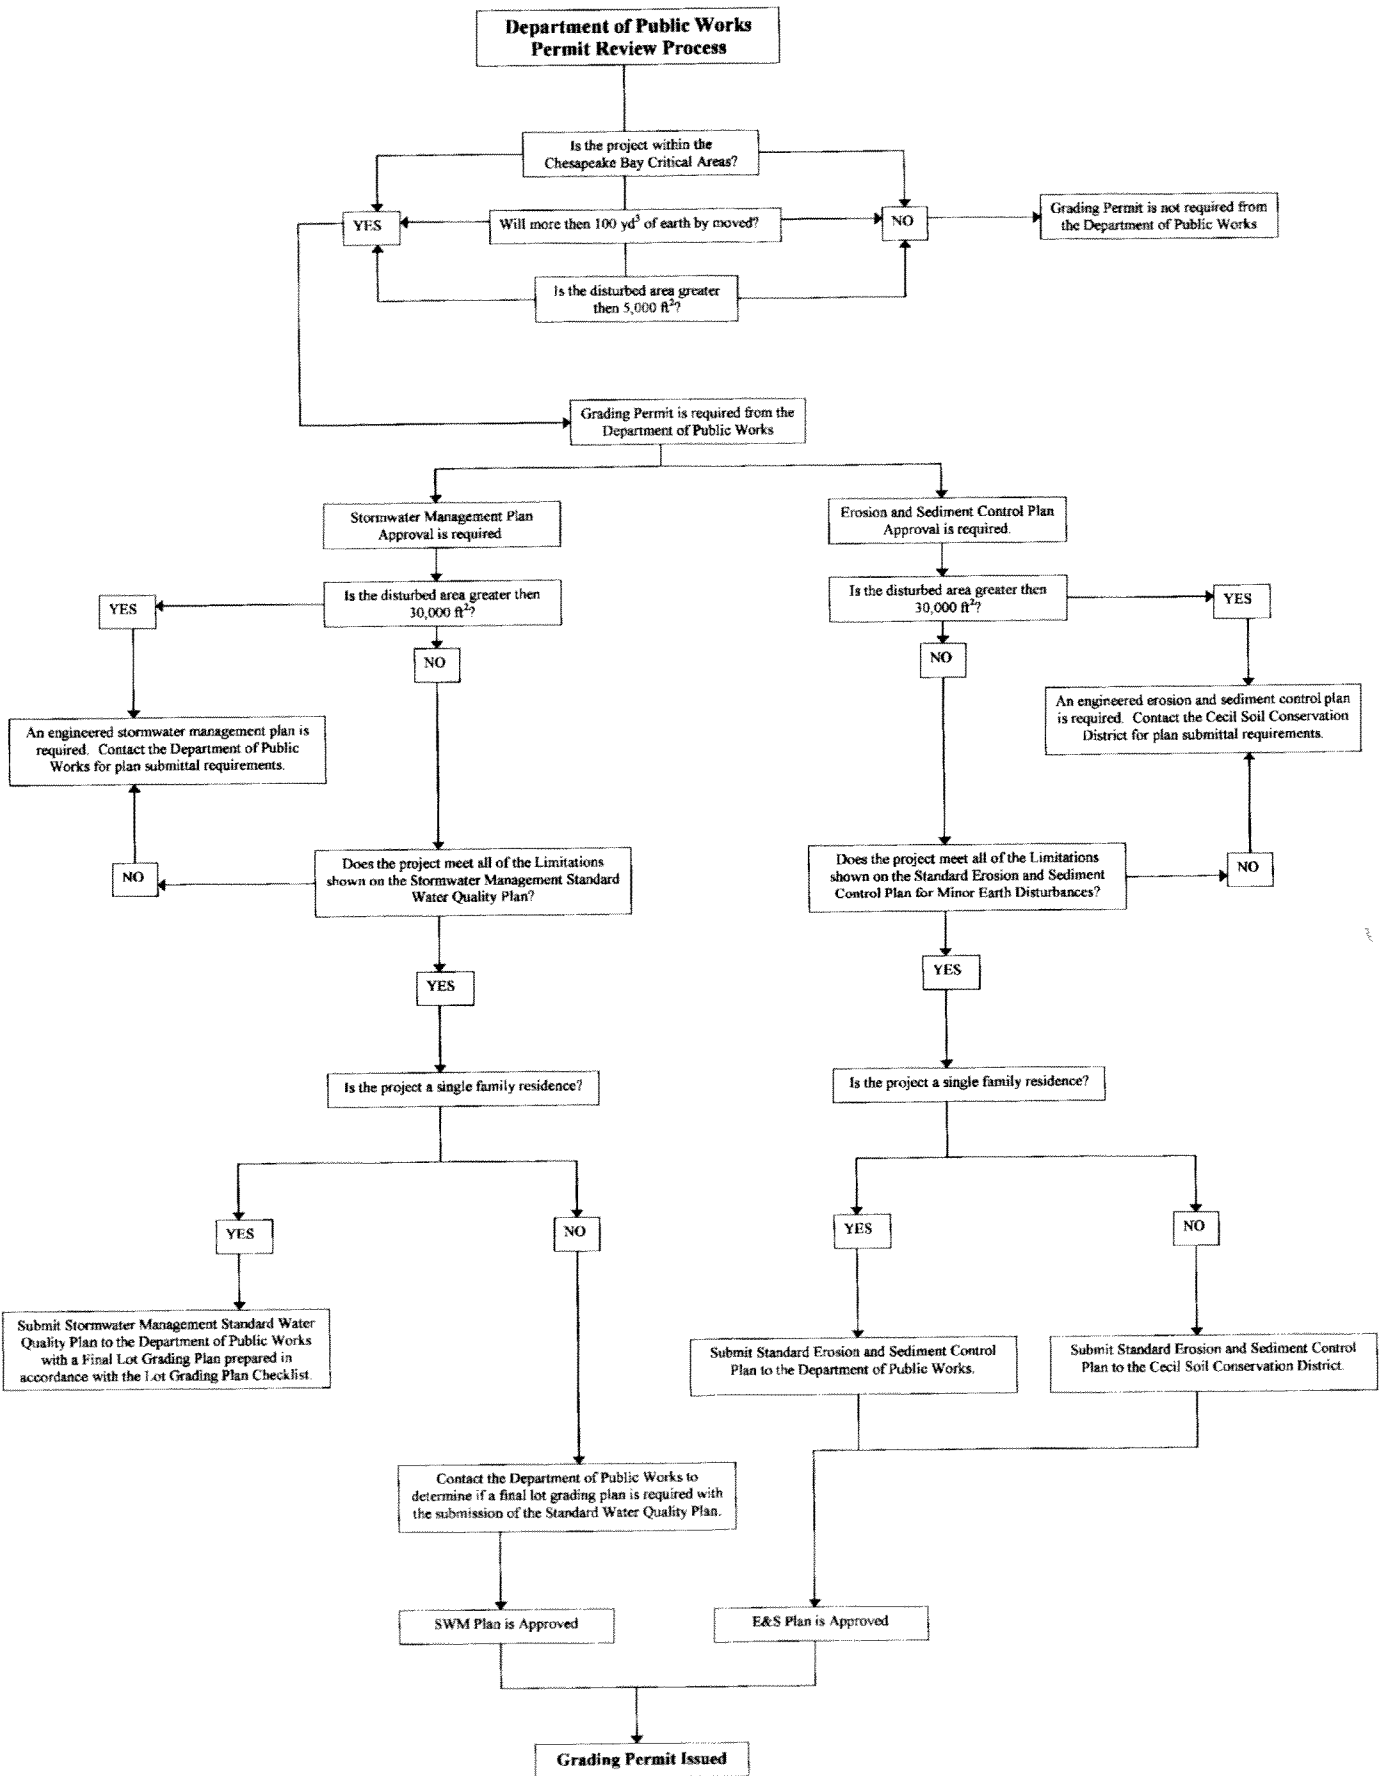 Department of Public Works
Permit Review Process
Is the project within the
Chesapeake Bay Critical Areas?
YES
Will more then 100 yd³ of earth by moved?
NO
Grading Permit is not required from
the Department of Public Works
Is the disturbed area greater
then 5,000 ft²?
Grading Permit is required from the
Department of Public Works
Stormwater Management Plan
Approval is required
Erosion and Sediment Control Plan
Approval is required.
YES
Is the disturbed area greater then
30,000 ft²?
Is the disturbed area greater then
30,000 ft²?
YES
NO
NO
An engineered stormwater management plan is
required. Contact the Department of Public
Works for plan submittal requirements.
An engineered erosion and sediment control plan
is required. Contact the Cecil Soil Conservation
District for plan submittal requirements.
NO
Does the project meet all of the Limitations
shown on the Stormwater Management Standard
Water Quality Plan?
Does the project meet all of the Limitations
shown on the Standard Erosion and Sediment
Control Plan for Minor Earth Disturbances?
NO
YES
YES
Is the project a single family residence?
Is the project a single family residence?
YES
NO
YES
NO
Submit Stormwater Management Standard Water
Quality Plan to the Department of Public Works
with a Final Lot Grading Plan prepared in
accordance with the Lot Grading Plan Checklist.
Submit Standard Erosion and Sediment Control
Plan to the Department of Public Works.
Submit Standard Erosion and Sediment Control
Plan to the Cecil Soil Conservation District.
Contact the Department of Public Works to
determine if a final lot grading plan is required with
the submission of the Standard Water Quality Plan.
SWM Plan is Approved
E&S Plan is Approved
Grading Permit Issued